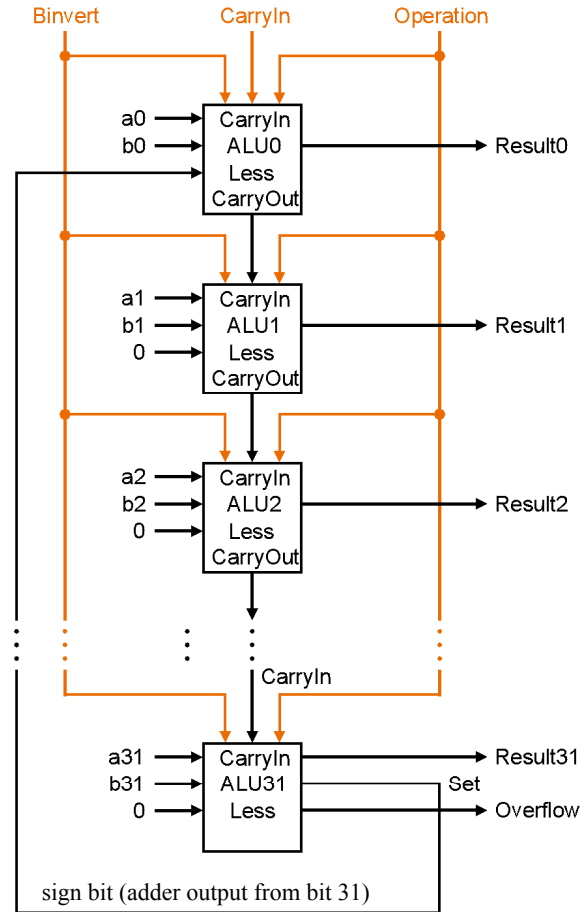 Binvert CarryIn Operation
a0 CarryIn
b0 ALU0 Result0
Less
CarryOut
a1 CarryIn
b1 ALU1 Result1
0 Less
CarryOut
a2 CarryIn
b2 ALU2 Result2
0 Less
CarryOut
CarryIn
a31 CarryIn Result31
b31 ALU31 Set
0 Less Overflow
sign bit (adder output from bit 31)